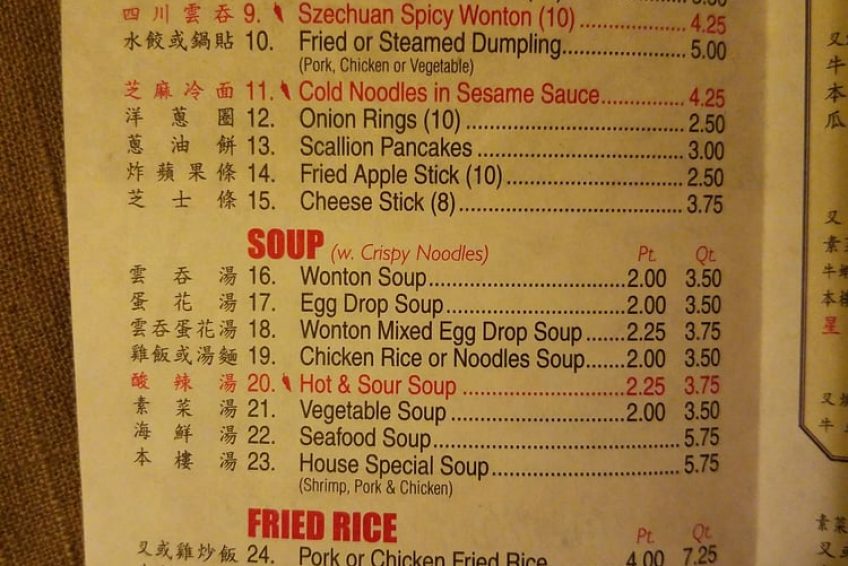 四川雲吞 9. Szechuan Spicy Wonton (10) 4.25
水餃或鍋貼 10. Fried or Steamed Dumpling 5.00
(Pork, Chicken or Vegetable)
芝麻冷面 11. Cold Noodles in Sesame Sauce 4.25
洋蔥圈 12. Onion Rings (10) 2.50
蔥油餅 13. Scallion Pancakes 3.00
炸蘋果條 14. Fried Apple Stick (10) 2.50
芝士條 15. Cheese Stick (8) 3.75
SOUP (w. Crispy Noodles) Pt. Qt.
雲吞湯 16. Wonton Soup 2.00 3.50
蛋花湯 17. Egg Drop Soup 2.00 3.50
雲吞蛋花湯 18. Wonton Mixed Egg Drop Soup 2.25 3.75
雞飯或湯麵 19. Chicken Rice or Noodles Soup 2.00 3.50
酸辣湯 20. Hot & Sour Soup 2.25 3.75
素菜湯 21. Vegetable Soup 2.00 3.50
海鮮湯 22. Seafood Soup 5.75
本樓湯 23. House Special Soup 5.75
(Shrimp, Pork & Chicken)
FRIED RICE Pt. Qt.
叉或雞炒飯 24. Pork or Chicken Fried Rice 4.00 7.25